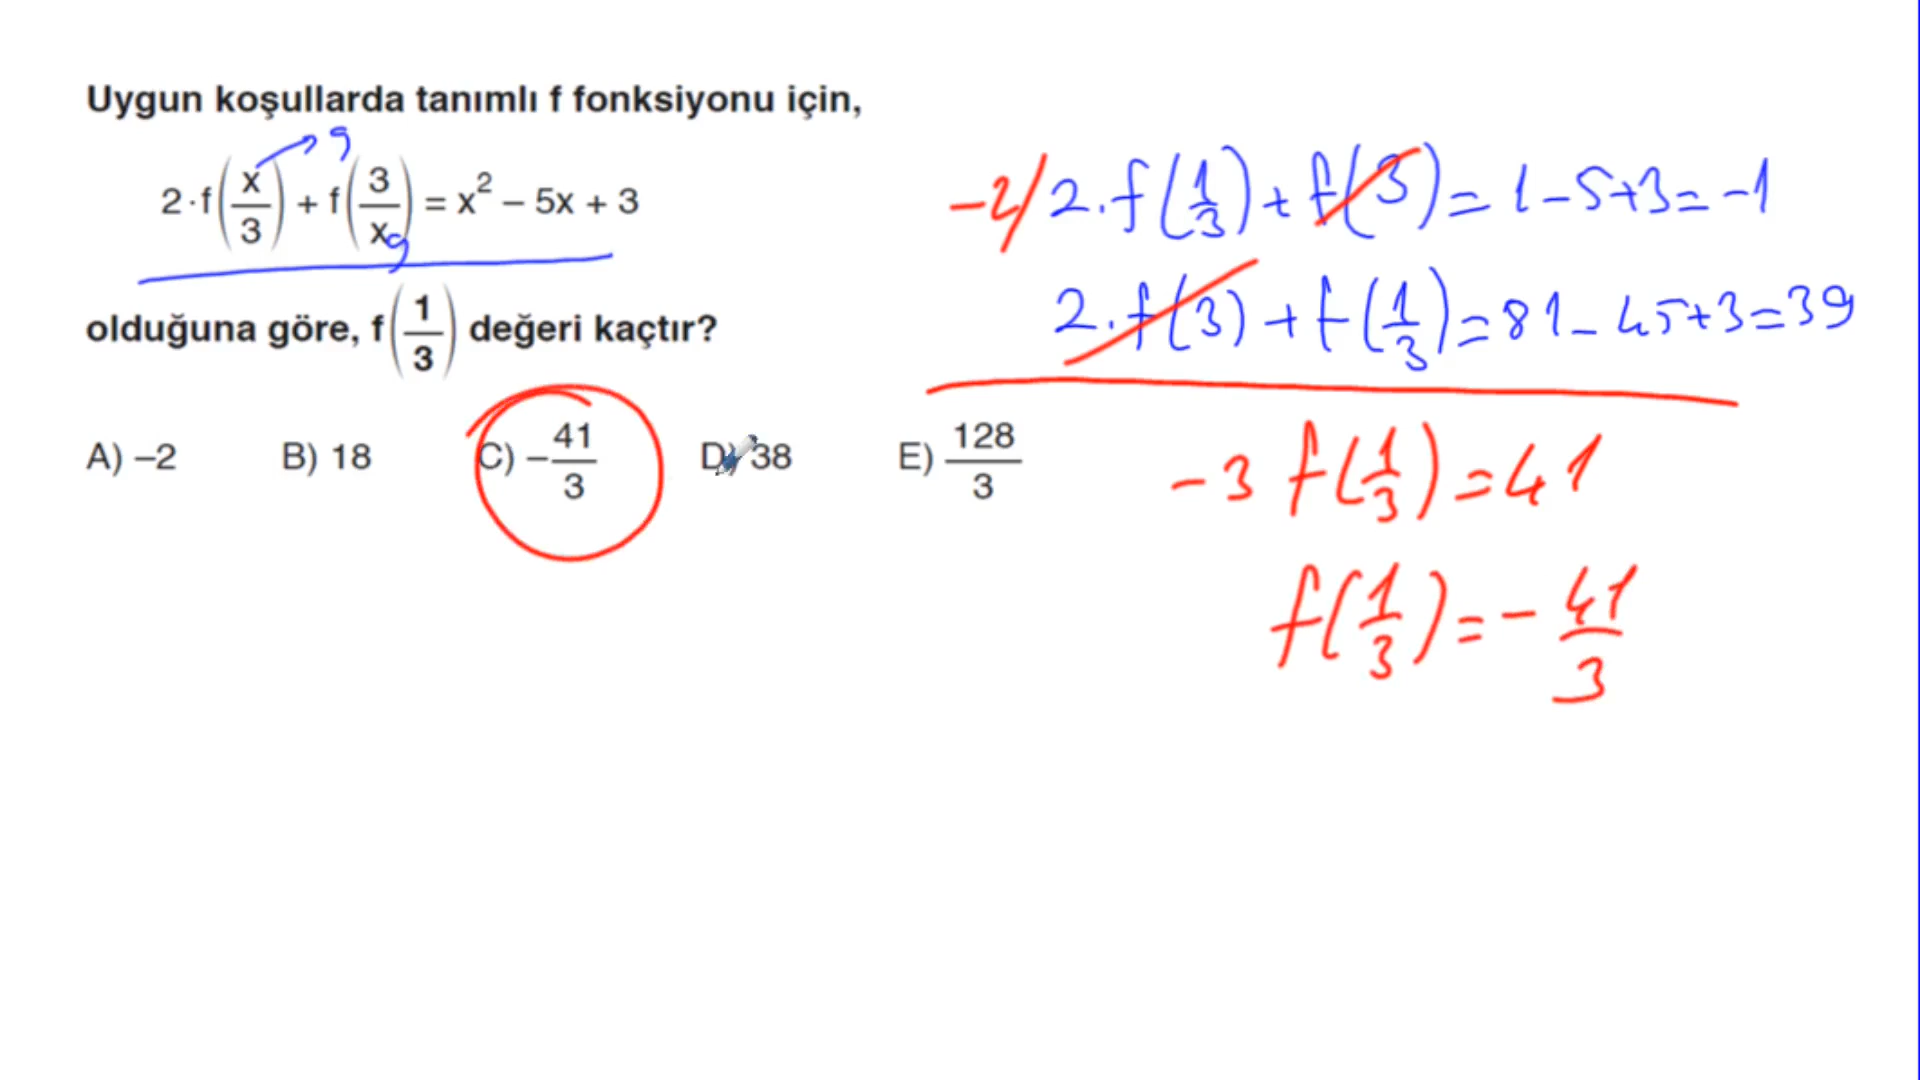 Uygun koşullarda tanımlı f fonksiyonu için,
9
2·f(x/3) + f(3/x) = x² – 5x + 3
9
olduğuna göre, f(1/3) değeri kaçtır?
A) –2 B) 18 C) –41/3 D) 38 E) 128/3
-2/ 2.f(1/3) + f(3) = 1-5+3 = -1
2.f(3) + f(1/3) = 81-45+3 = 39
-3 f(1/3) = 41
f(1/3) = -41/3